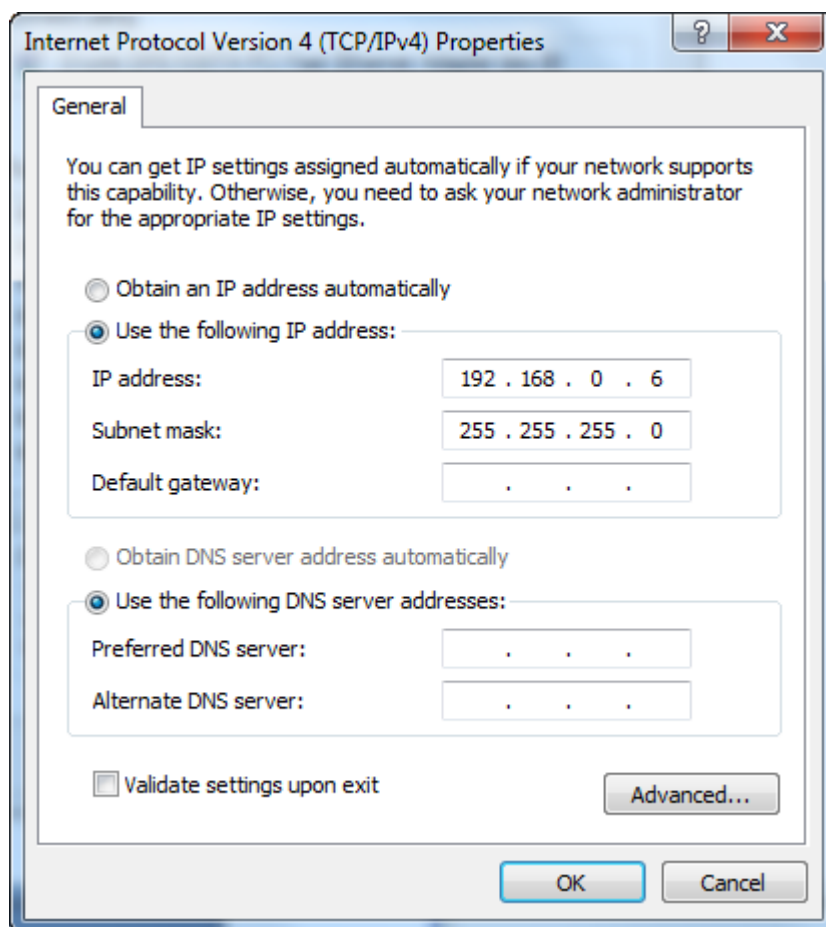 Internet Protocol Version 4 (TCP/IPv4) Properties
General
You can get IP settings assigned automatically if your network supports
this capability. Otherwise, you need to ask your network administrator
for the appropriate IP settings.
Obtain an IP address automatically
Use the following IP address:
IP address: 192 . 168 . 0 . 6
Subnet mask: 255 . 255 . 255 . 0
Default gateway: . . .
Obtain DNS server address automatically
Use the following DNS server addresses:
Preferred DNS server: . . .
Alternate DNS server: . . .
Validate settings upon exit
Advanced...
OK Cancel